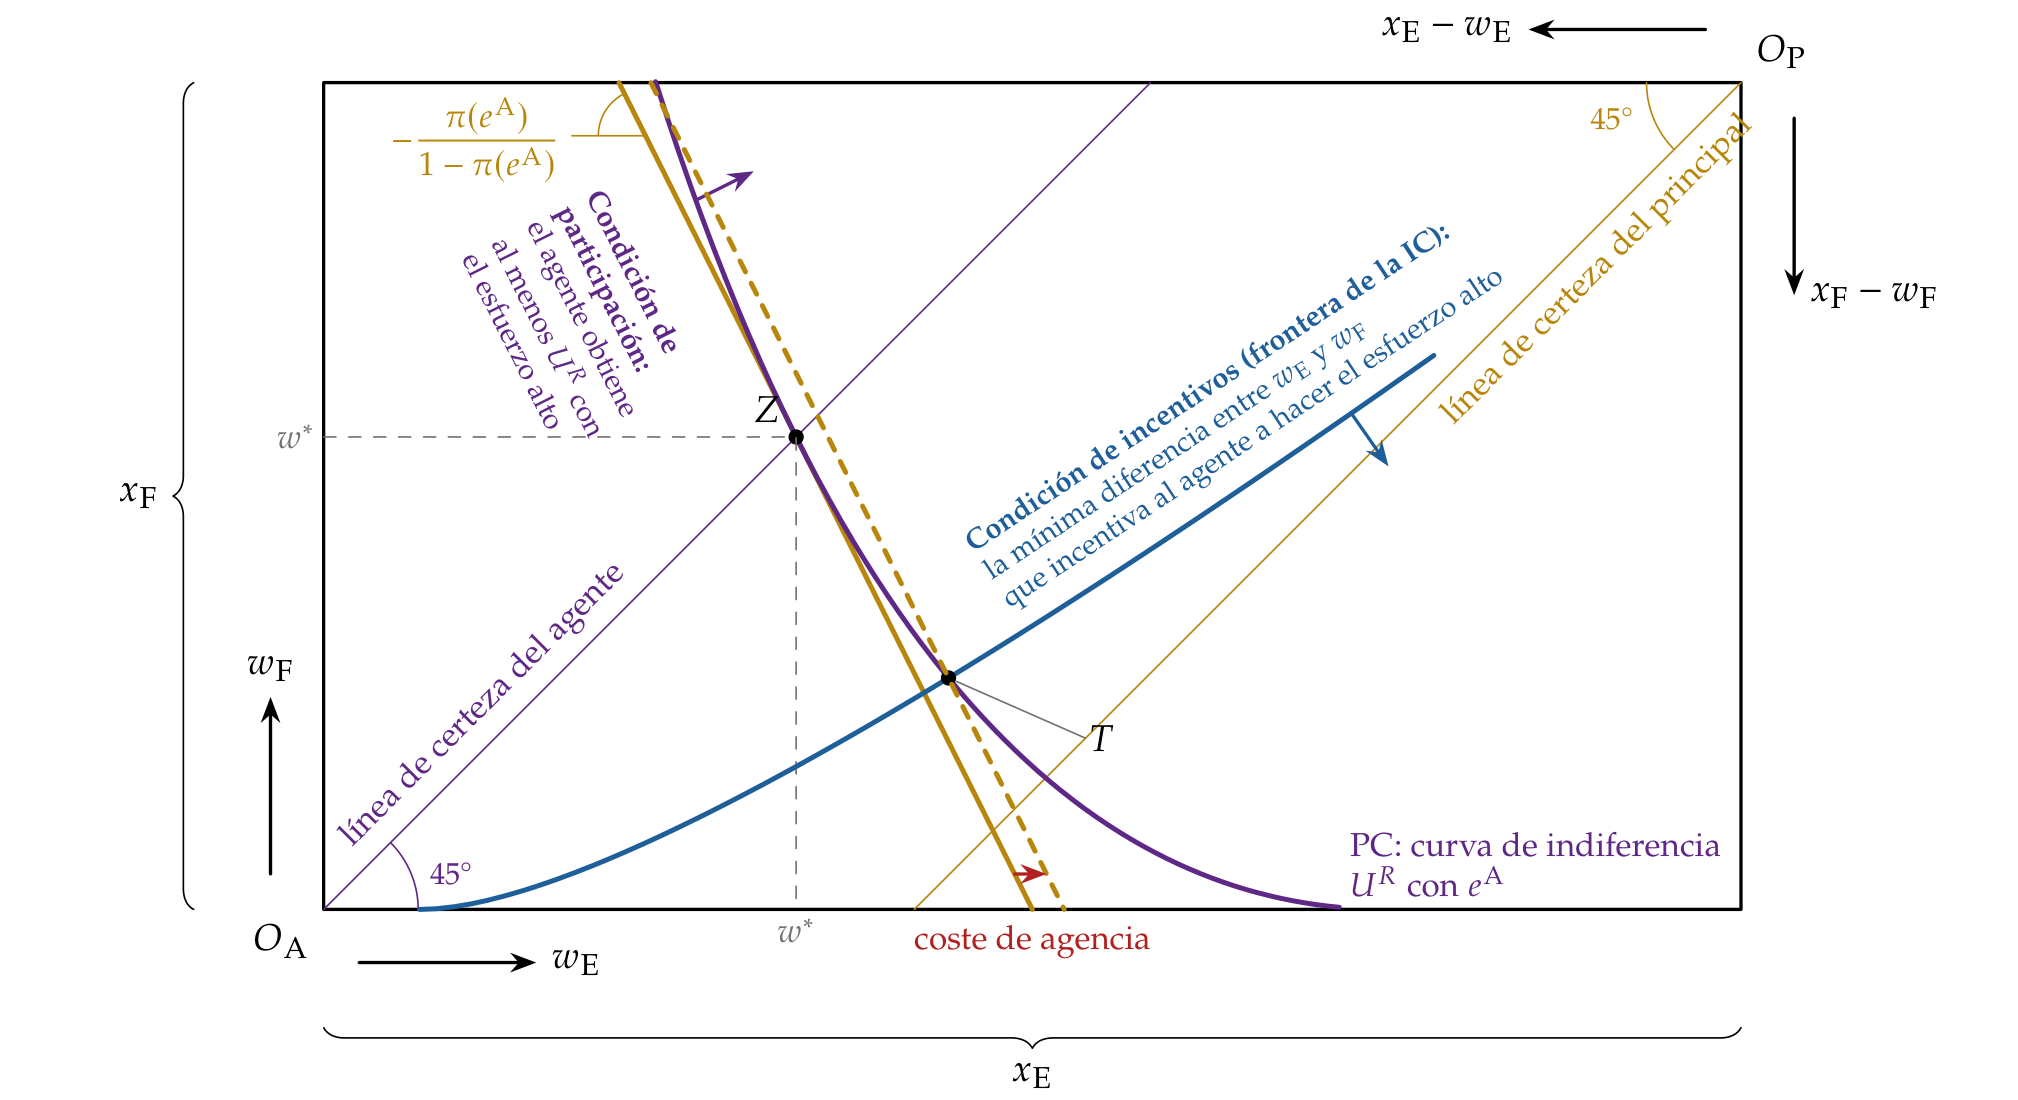 x_E − w_E
O_P
−π(e^A)/(1 − π(e^A))
45°
Condición de
participación:
el agente obtiene
al menos U^R con
el esfuerzo alto
línea de certeza del principal
x_F − w_F
Condición de incentivos (frontera de la IC):
la mínima diferencia entre w_E y w_F
que incentiva al agente a hacer el esfuerzo alto
Z
w*
x_F
línea de certeza del agente
w_F
T
45°
PC: curva de indiferencia
U^R con e^A
O_A
w_E
w*
coste de agencia
x_E